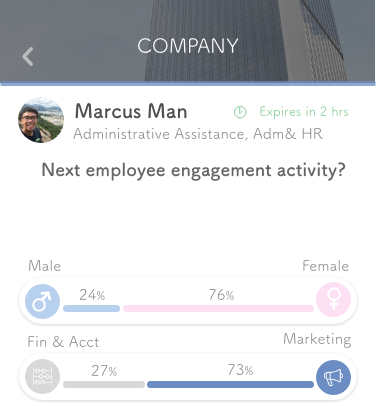 COMPANY
Marcus Man
Expires in 2 hrs
Administrative Assistance, Adm& HR
Next employee engagement activity?
Male
Female
24%
76%
Fin & Acct
Marketing
27%
73%